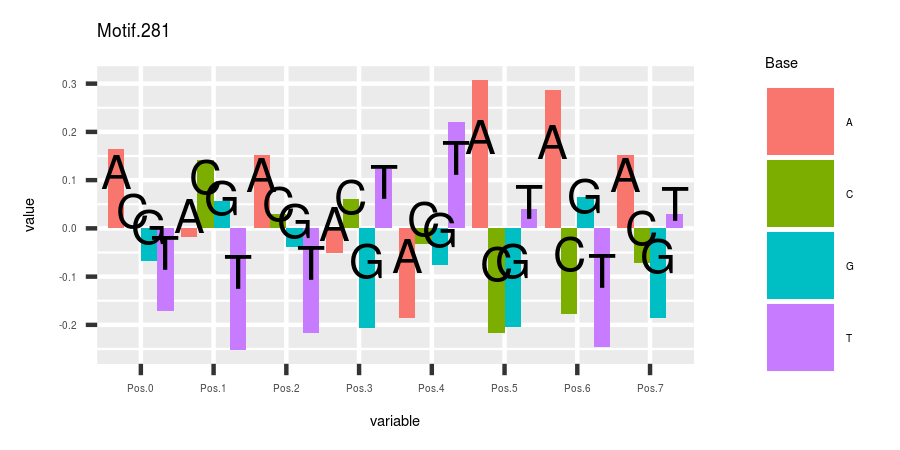 Motif.281
Base
A
C
G
T
value
0.3
0.2
0.1
0.0
-0.1
-0.2
A C G T A C G T A C G T A C G T A C G T A C G T A C G T A C G T
Pos.0 Pos.1 Pos.2 Pos.3 Pos.4 Pos.5 Pos.6 Pos.7
variable